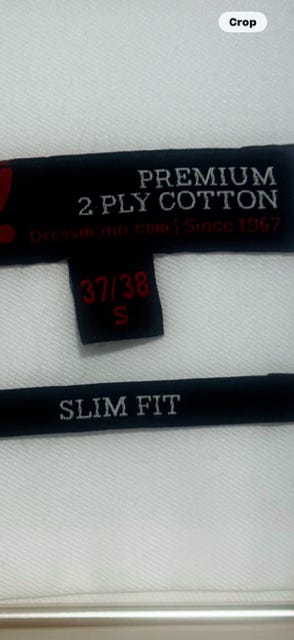 Crop
PREMIUM
2 PLY COTTON
Dressmann.com | Since 1967
37/38
S
SLIM FIT